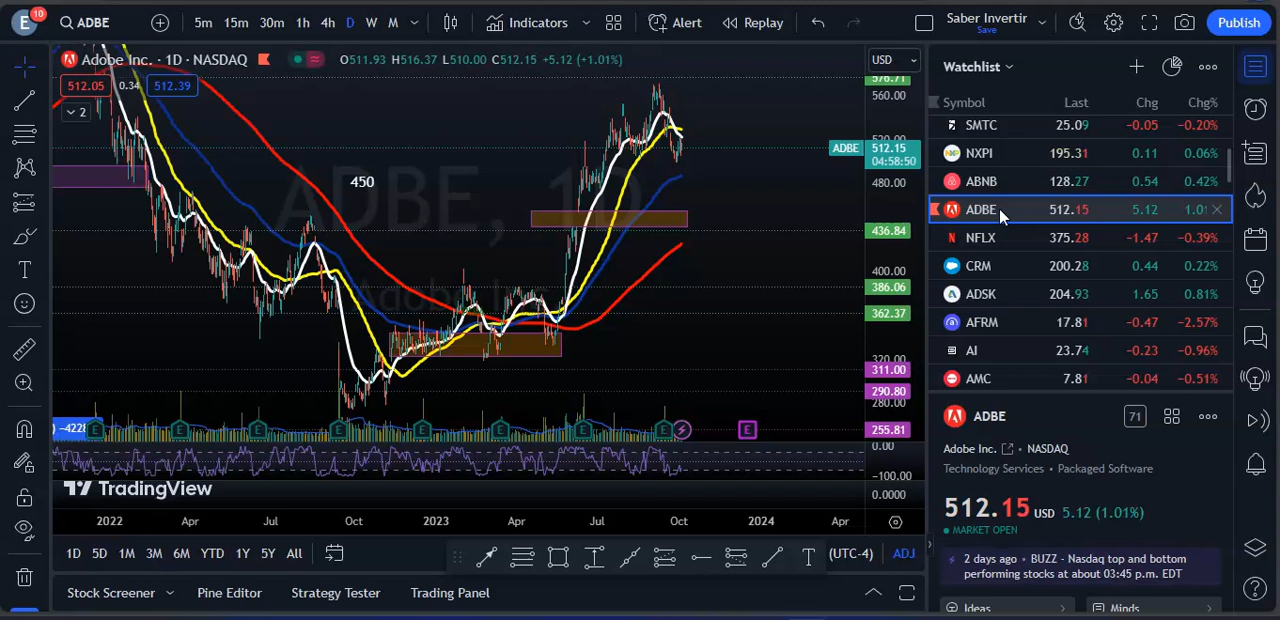 E 10 ADBE 5m 15m 30m 1h 4h D W M Indicators Alert Replay Saber Invertir Save Publish
Adobe Inc. · 1D · NASDAQ O511.93 H516.37 L510.00 C512.15 +5.12 (+1.01%) USD
512.05 0.34 512.39
2
576.71
560.00
520.00
ADBE 512.15
04:58:50
480.00
450
436.84
400.00
386.06
362.37
320.00
311.00
290.80
280.00
255.81
−4228
E E E E E E E E E
0.00
−100.00
0.0000
ADBE, 1D
Adobe Inc.
TradingView
2022 Apr Jul Oct 2023 Apr Jul Oct 2024 Apr
1D 5D 1M 3M 6M YTD 1Y 5Y All (UTC-4) ADJ
Stock Screener Pine Editor Strategy Tester Trading Panel
Watchlist
Symbol Last Chg Chg%
SMTC 25.09 −0.05 −0.20%
NXPI 195.31 0.11 0.06%
ABNB 128.27 0.54 0.42%
ADBE 512.15 5.12 1.01
NFLX 375.28 −1.47 −0.39%
CRM 200.28 0.44 0.22%
ADSK 204.93 1.65 0.81%
AFRM 17.81 −0.47 −2.57%
AI 23.74 −0.23 −0.96%
AMC 7.81 −0.04 −0.51%
ADBE 71
Adobe Inc. · NASDAQ
Technology Services · Packaged Software
512.15 USD 5.12 (1.01%)
MARKET OPEN
2 days ago · BUZZ - Nasdaq top and bottom
performing stocks at about 03:45 p.m. EDT
Ideas Minds